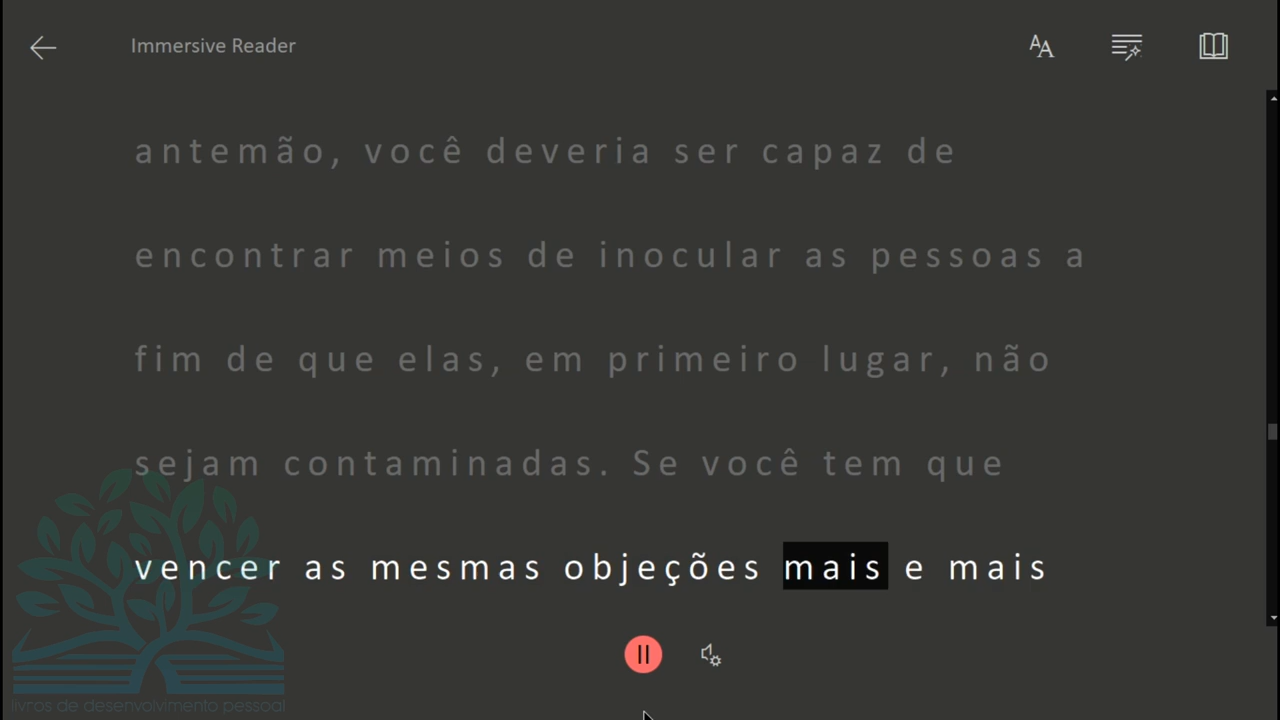 Immersive Reader
antemão, você deveria ser capaz de
encontrar meios de inocular as pessoas a
fim de que elas, em primeiro lugar, não
sejam contaminadas. Se você tem que
vencer as mesmas objeções mais e mais
livros de desenvolvimento pessoal